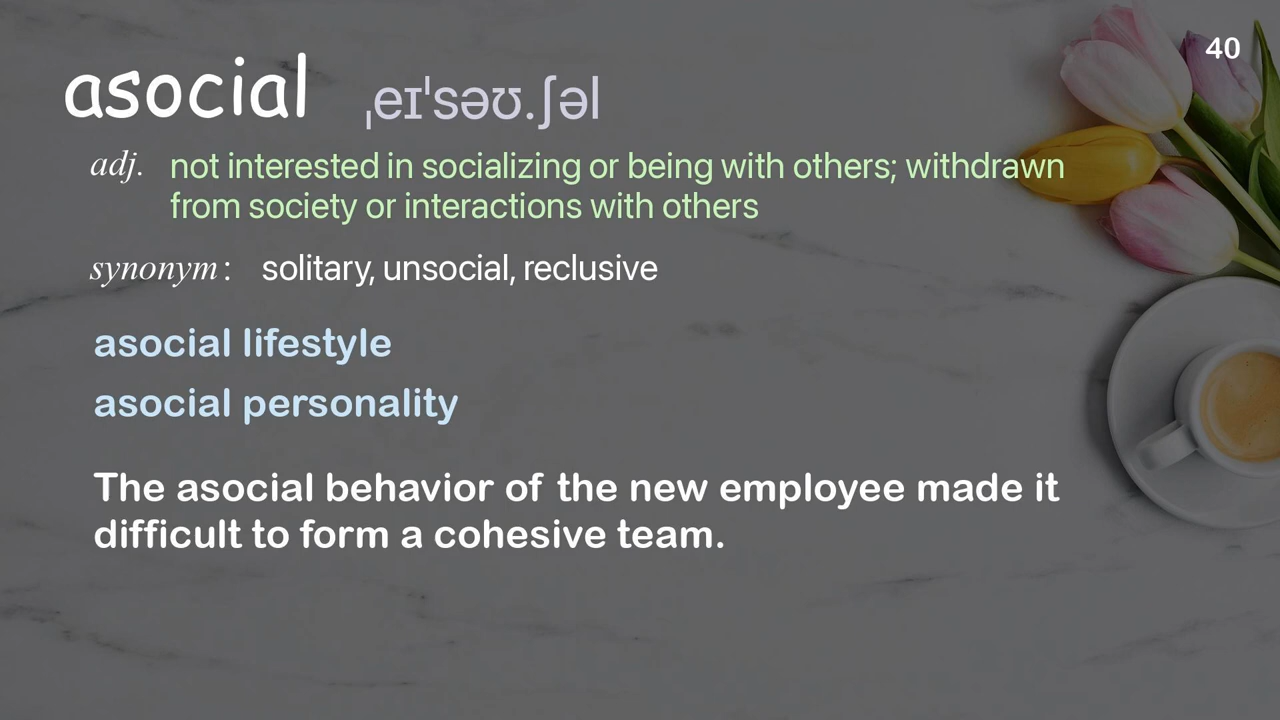 40
asocial ˌeɪˈsəʊ.ʃəl
adj. not interested in socializing or being with others; withdrawn
from society or interactions with others
synonym: solitary, unsocial, reclusive
asocial lifestyle
asocial personality
The asocial behavior of the new employee made it
difficult to form a cohesive team.